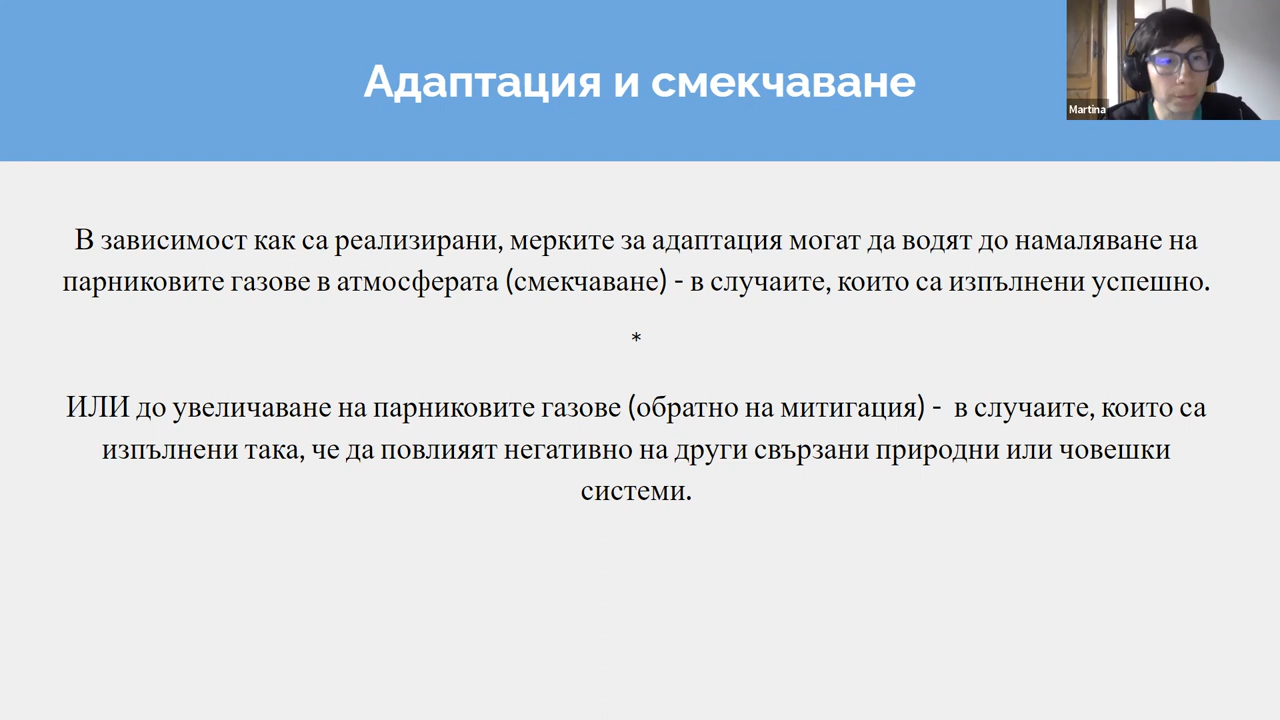 Адаптация и смекчаване
Martina
В зависимост как са реализирани, мерките за адаптация могат да водят до намаляване на
парниковите газове в атмосферата (смекчаване) - в случаите, които са изпълнени успешно.
*
ИЛИ до увеличаване на парниковите газове (обратно на митигация) -  в случаите, които са
изпълнени така, че да повлияят негативно на други свързани природни или човешки
системи.